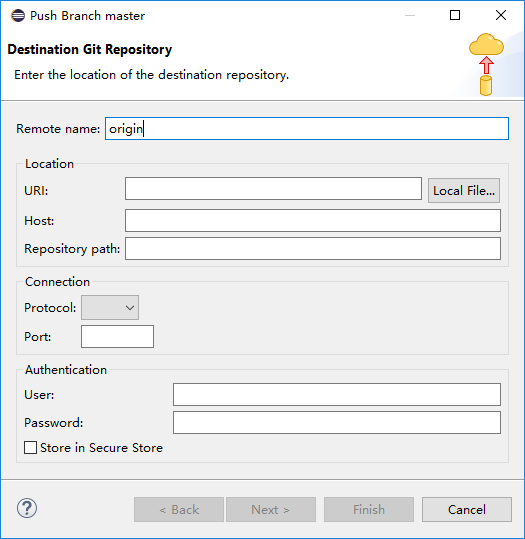 Push Branch master
Destination Git Repository
Enter the location of the destination repository.
Remote name: origin
Location
URI: Local File...
Host:
Repository path:
Connection
Protocol:
Port:
Authentication
User:
Password:
Store in Secure Store
? < Back Next > Finish Cancel